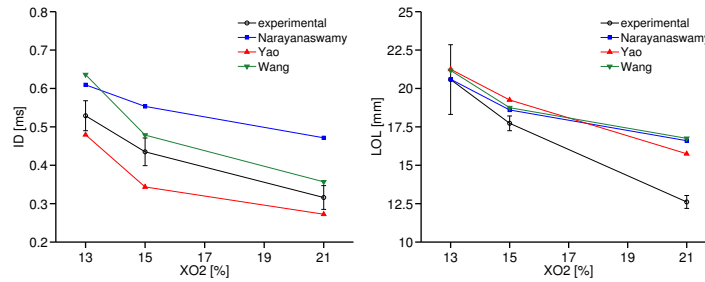 0.8
0.7
0.6
0.5
0.4
0.3
0.2
ID [ms]
13 15 17 19 21
XO2 [%]
experimental
Narayanaswamy
Yao
Wang
25
22.5
20
17.5
15
12.5
10
LOL [mm]
13 15 17 19 21
XO2 [%]
experimental
Narayanaswamy
Yao
Wang